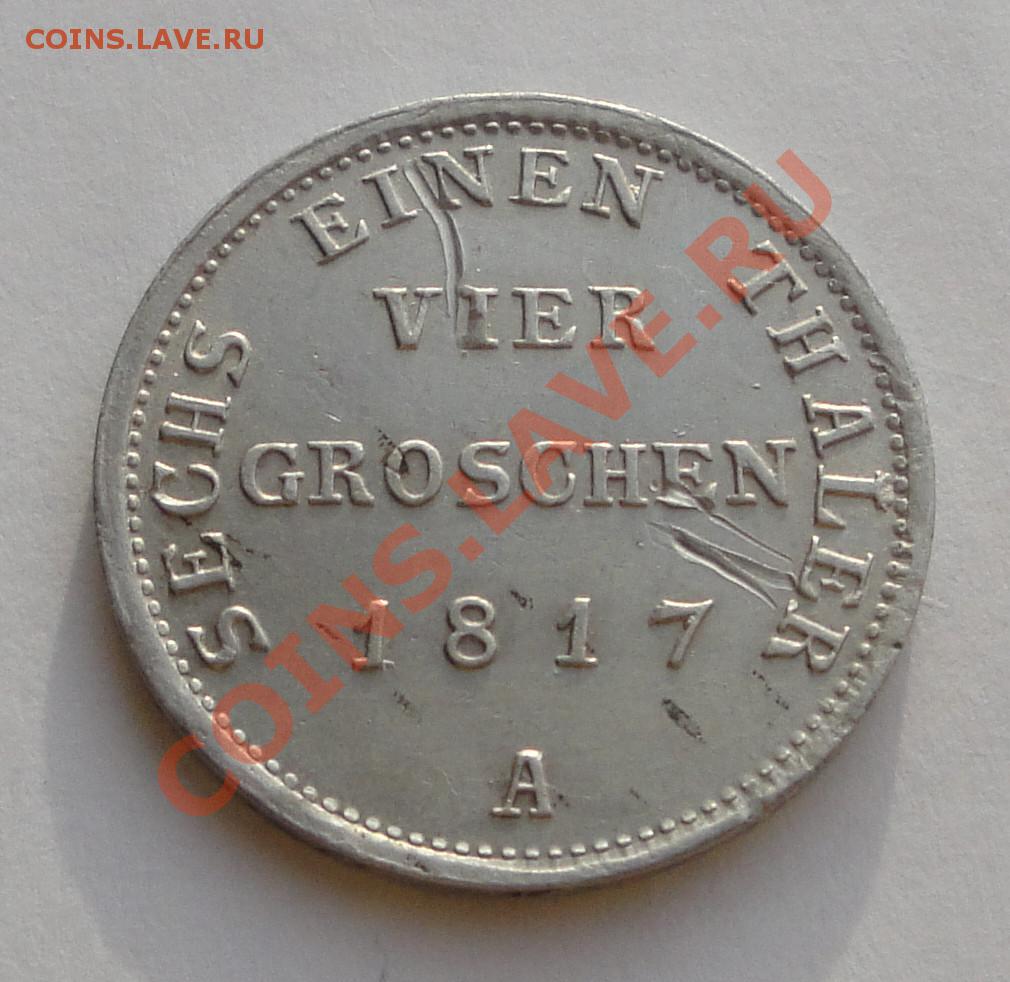 COINS.LAVE.RU
SECHS EINEN THALER
VIER
GROSCHEN
1817
A
COINS.LAVE.RU